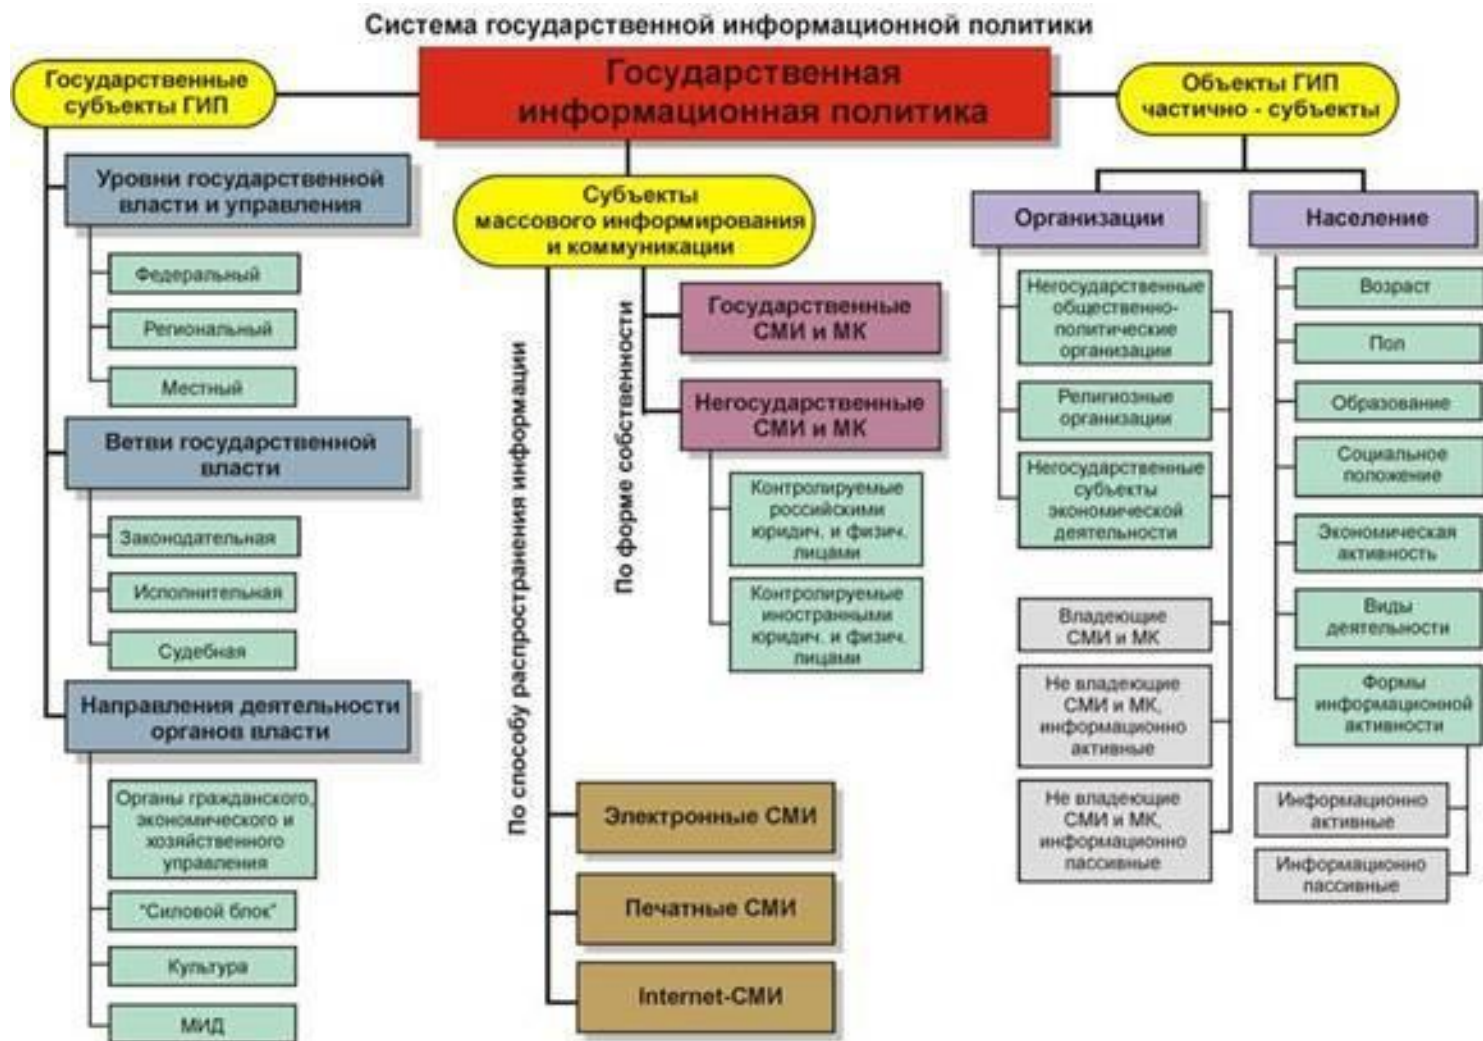 Система государственной информационной политики
Государственная
информационная политика
Государственные
субъекты ГИП
Уровни государственной
власти и управления
Федеральный
Региональный
Местный
Ветви государственной
власти
Законодательная
Исполнительная
Судебная
Направления деятельности
органов власти
Органы гражданского,
экономического и
хозяйственного
управления
"Силовой блок"
Культура
МИД
Субъекты
массового информирования
и коммуникации
По способу распространения информации
По форме собственности
Государственные
СМИ и МК
Негосударственные
СМИ и МК
Контролируемые
российскими
юридич. и физич.
лицами
Контролируемые
иностранными
юридич. и физич.
лицами
Электронные СМИ
Печатные СМИ
Internet-СМИ
Объекты ГИП
частично - субъекты
Организации
Негосударственные
общественно-
политические
организации
Религиозные
организации
Негосударственные
субъекты
экономической
деятельности
Владеющие
СМИ и МК
Не владеющие
СМИ и МК,
информационно
активные
Не владеющие
СМИ и МК,
информационно
пассивные
Население
Возраст
Пол
Образование
Социальное
положение
Экономическая
активность
Виды
деятельности
Формы
информационной
активности
Информационно
активные
Информационно
пассивные